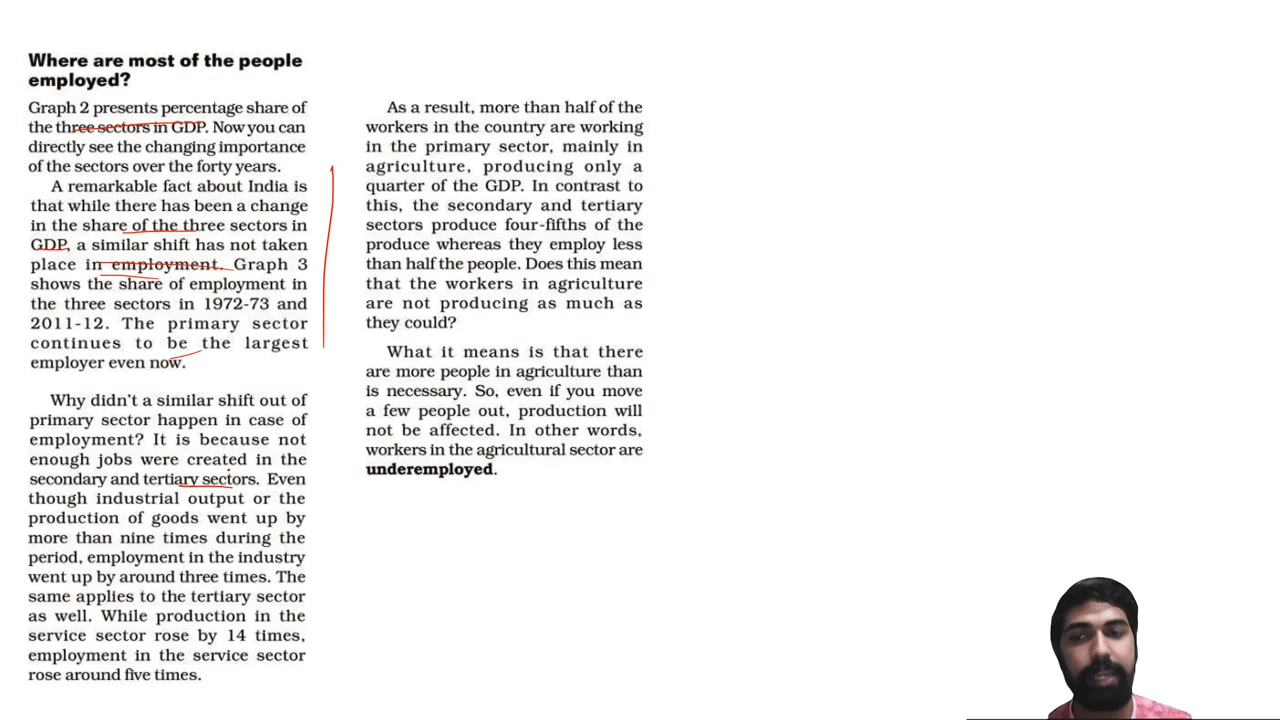 Where are most of the people
employed?
Graph 2 presents percentage share of
the three sectors in GDP. Now you can
directly see the changing importance
of the sectors over the forty years.
A remarkable fact about India is
that while there has been a change
in the share of the three sectors in
GDP, a similar shift has not taken
place in employment. Graph 3
shows the share of employment in
the three sectors in 1972-73 and
2011-12. The primary sector
continues to be the largest
employer even now.
Why didn't a similar shift out of
primary sector happen in case of
employment? It is because not
enough jobs were created in the
secondary and tertiary sectors. Even
though industrial output or the
production of goods went up by
more than nine times during the
period, employment in the industry
went up by around three times. The
same applies to the tertiary sector
as well. While production in the
service sector rose by 14 times,
employment in the service sector
rose around five times.
As a result, more than half of the
workers in the country are working
in the primary sector, mainly in
agriculture, producing only a
quarter of the GDP. In contrast to
this, the secondary and tertiary
sectors produce four-fifths of the
produce whereas they employ less
than half the people. Does this mean
that the workers in agriculture
are not producing as much as
they could?
What it means is that there
are more people in agriculture than
is necessary. So, even if you move
a few people out, production will
not be affected. In other words,
workers in the agricultural sector are
underemployed.